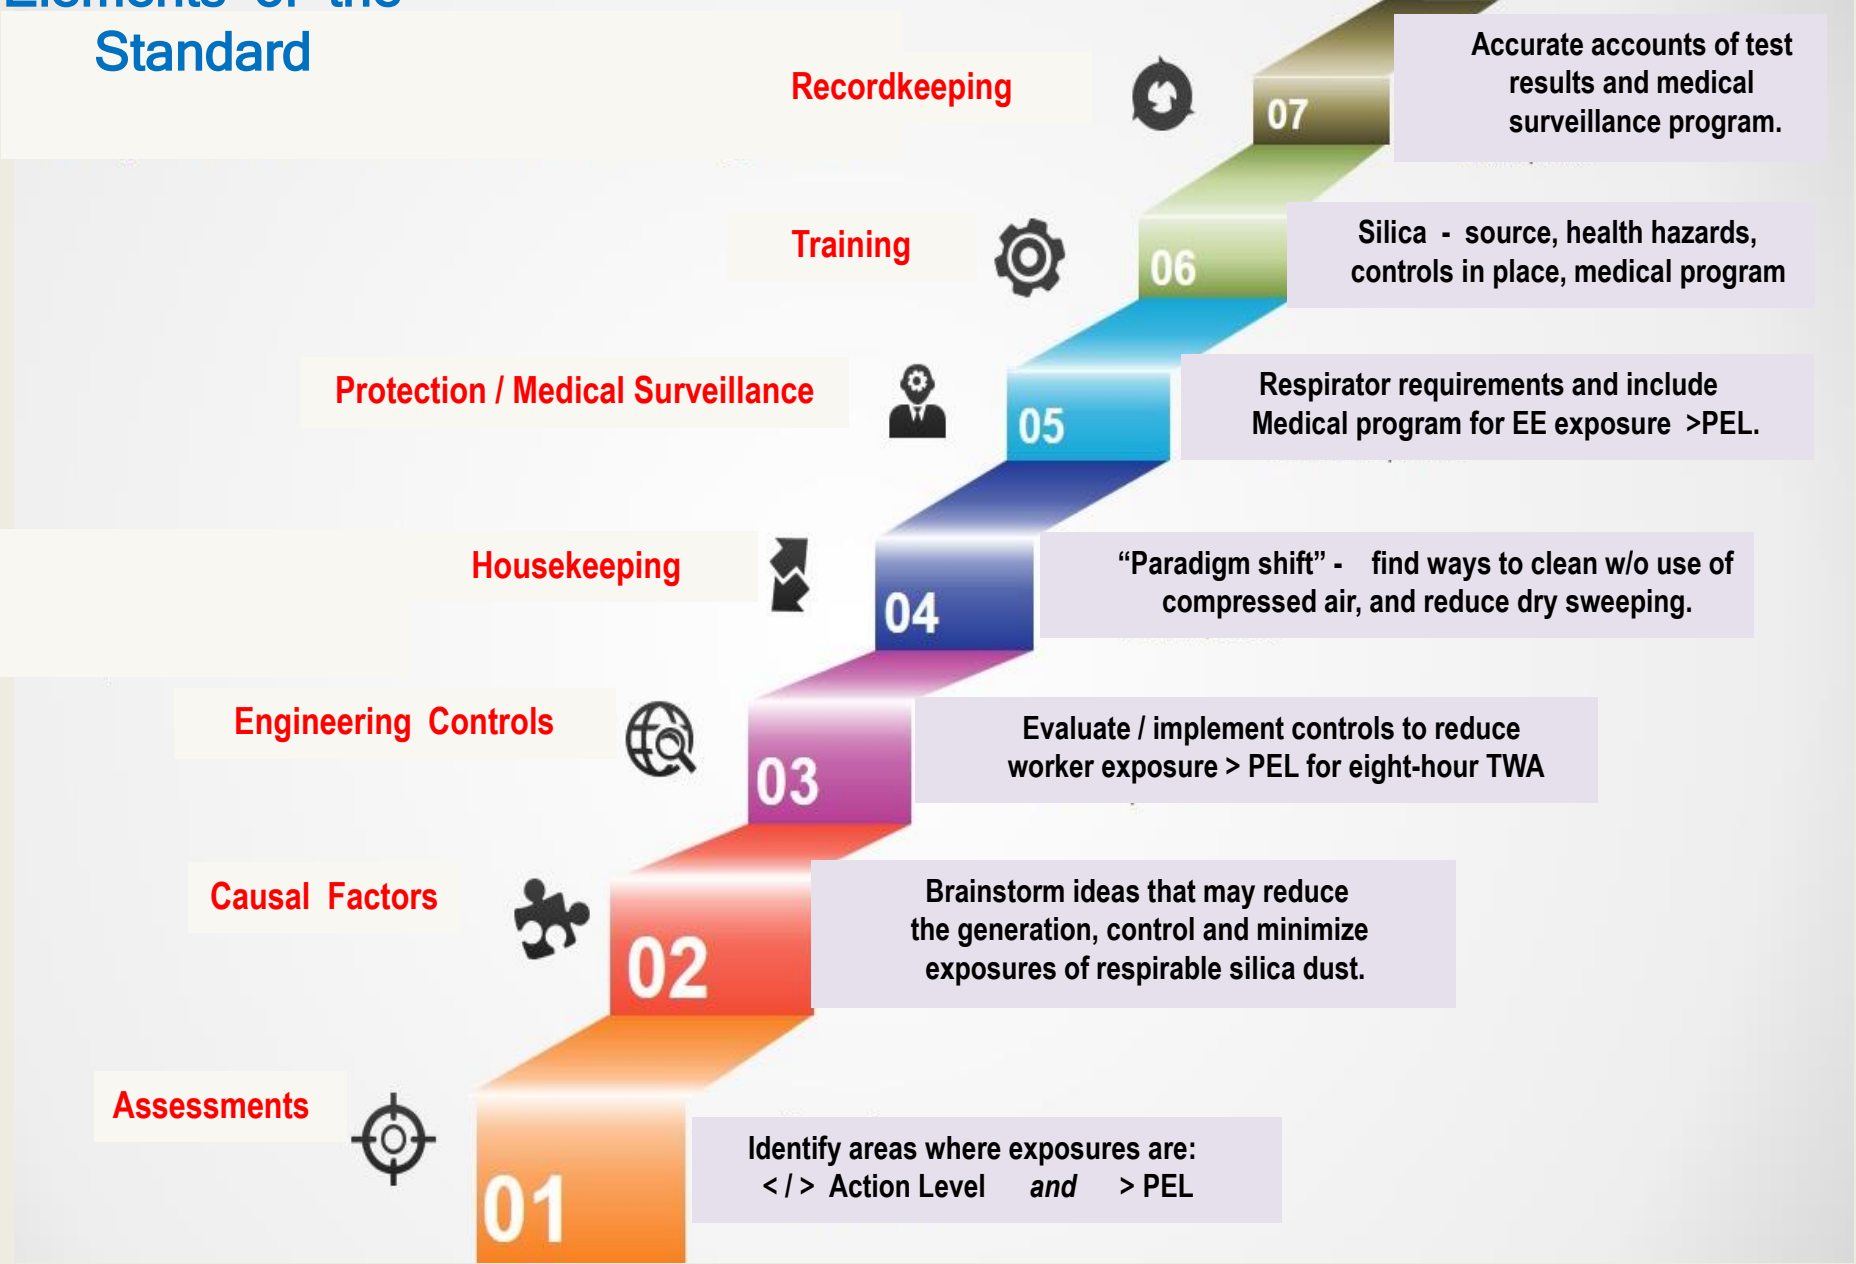 Elements of the
Standard
Recordkeeping
07
Accurate accounts of test
results and medical
surveillance program.
Training
06
Silica - source, health hazards,
controls in place, medical program
Protection / Medical Surveillance
05
Respirator requirements and include
Medical program for EE exposure >PEL.
Housekeeping
04
“Paradigm shift” - find ways to clean w/o use of
compressed air, and reduce dry sweeping.
Engineering Controls
03
Evaluate / implement controls to reduce
worker exposure > PEL for eight-hour TWA
Causal Factors
02
Brainstorm ideas that may reduce
the generation, control and minimize
exposures of respirable silica dust.
Assessments
01
Identify areas where exposures are:
< / > Action Level and > PEL